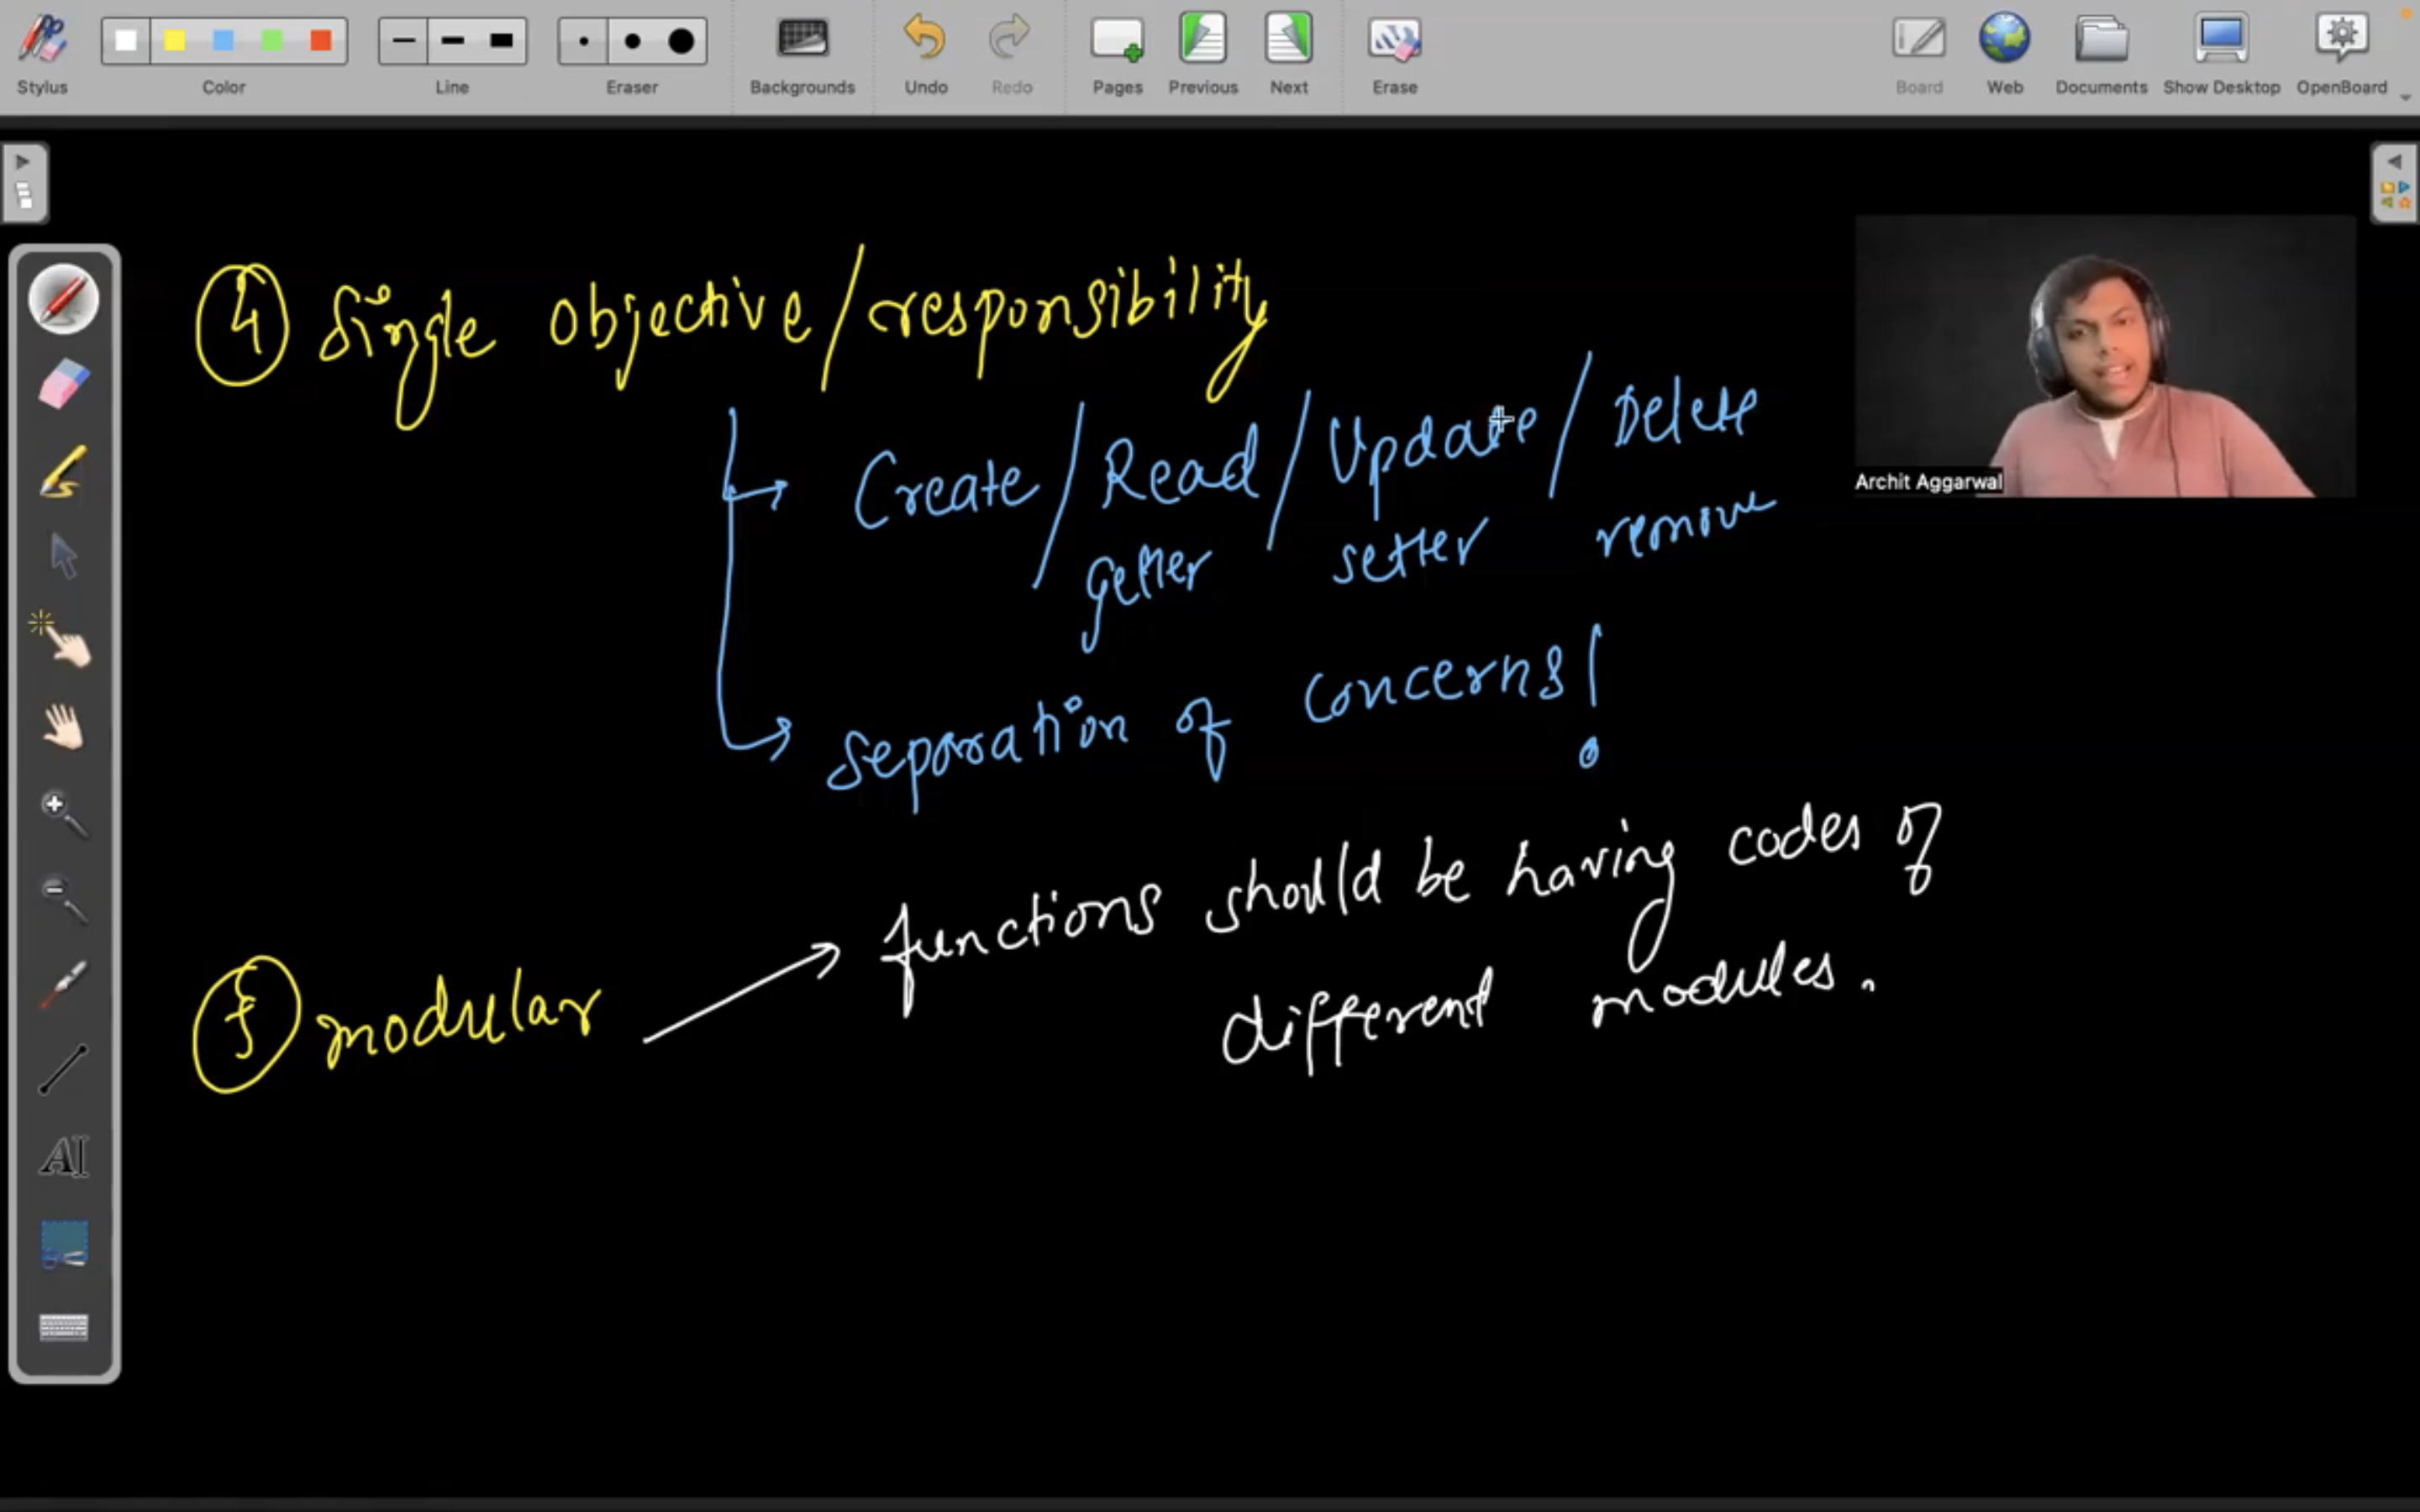 Stylus
Color
Line
Eraser
Backgrounds
Undo
Redo
Pages
Previous
Next
Erase
Board
Web
Documents
Show Desktop
OpenBoard
④ Single objective/responsibility
Create/Read/Update/Delete
getter setter remove
Archit Aggarwal
separation of concerns!
functions should be having codes of
⑤ modular
different modules.
AI